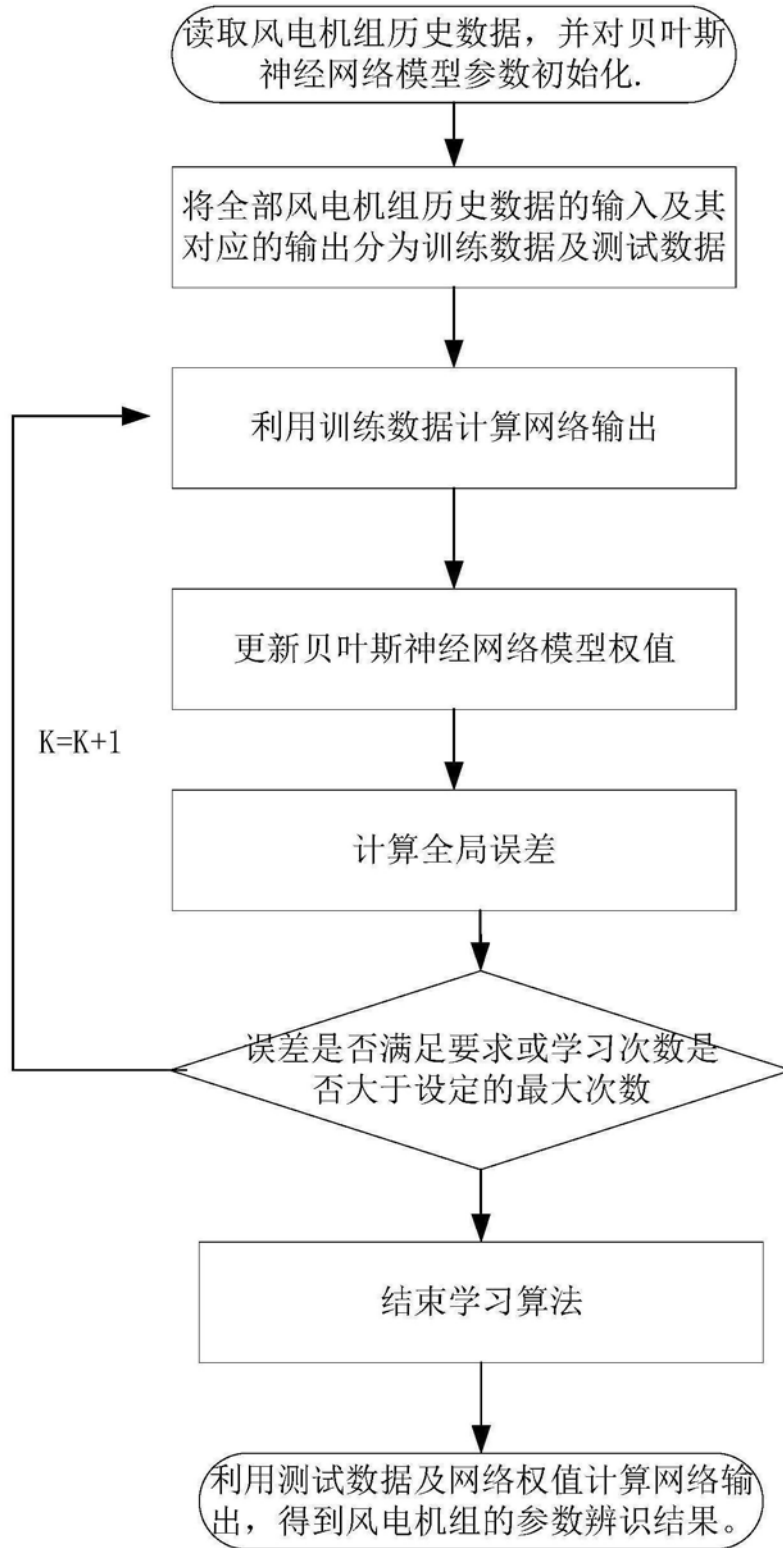 读取风电机组历史数据，并对贝叶斯
神经网络模型参数初始化.
将全部风电机组历史数据的输入及其
对应的输出分为训练数据及测试数据
利用训练数据计算网络输出
更新贝叶斯神经网络模型权值
K=K+1
计算全局误差
误差是否满足要求或学习次数是
否大于设定的最大次数
结束学习算法
利用测试数据及网络权值计算网络输
出，得到风电机组的参数辨识结果。